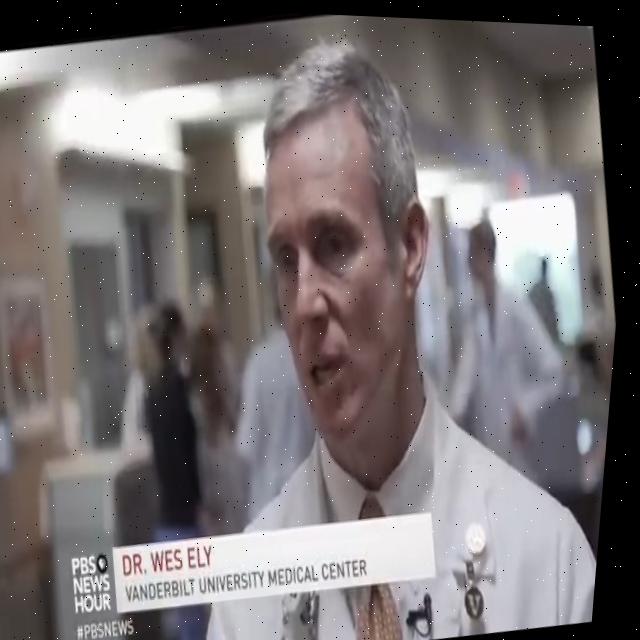 DR. WES ELY
VANDERBILT UNIVERSITY MEDICAL CENTER
PBS
NEWS
HOUR
#PBSNEWS